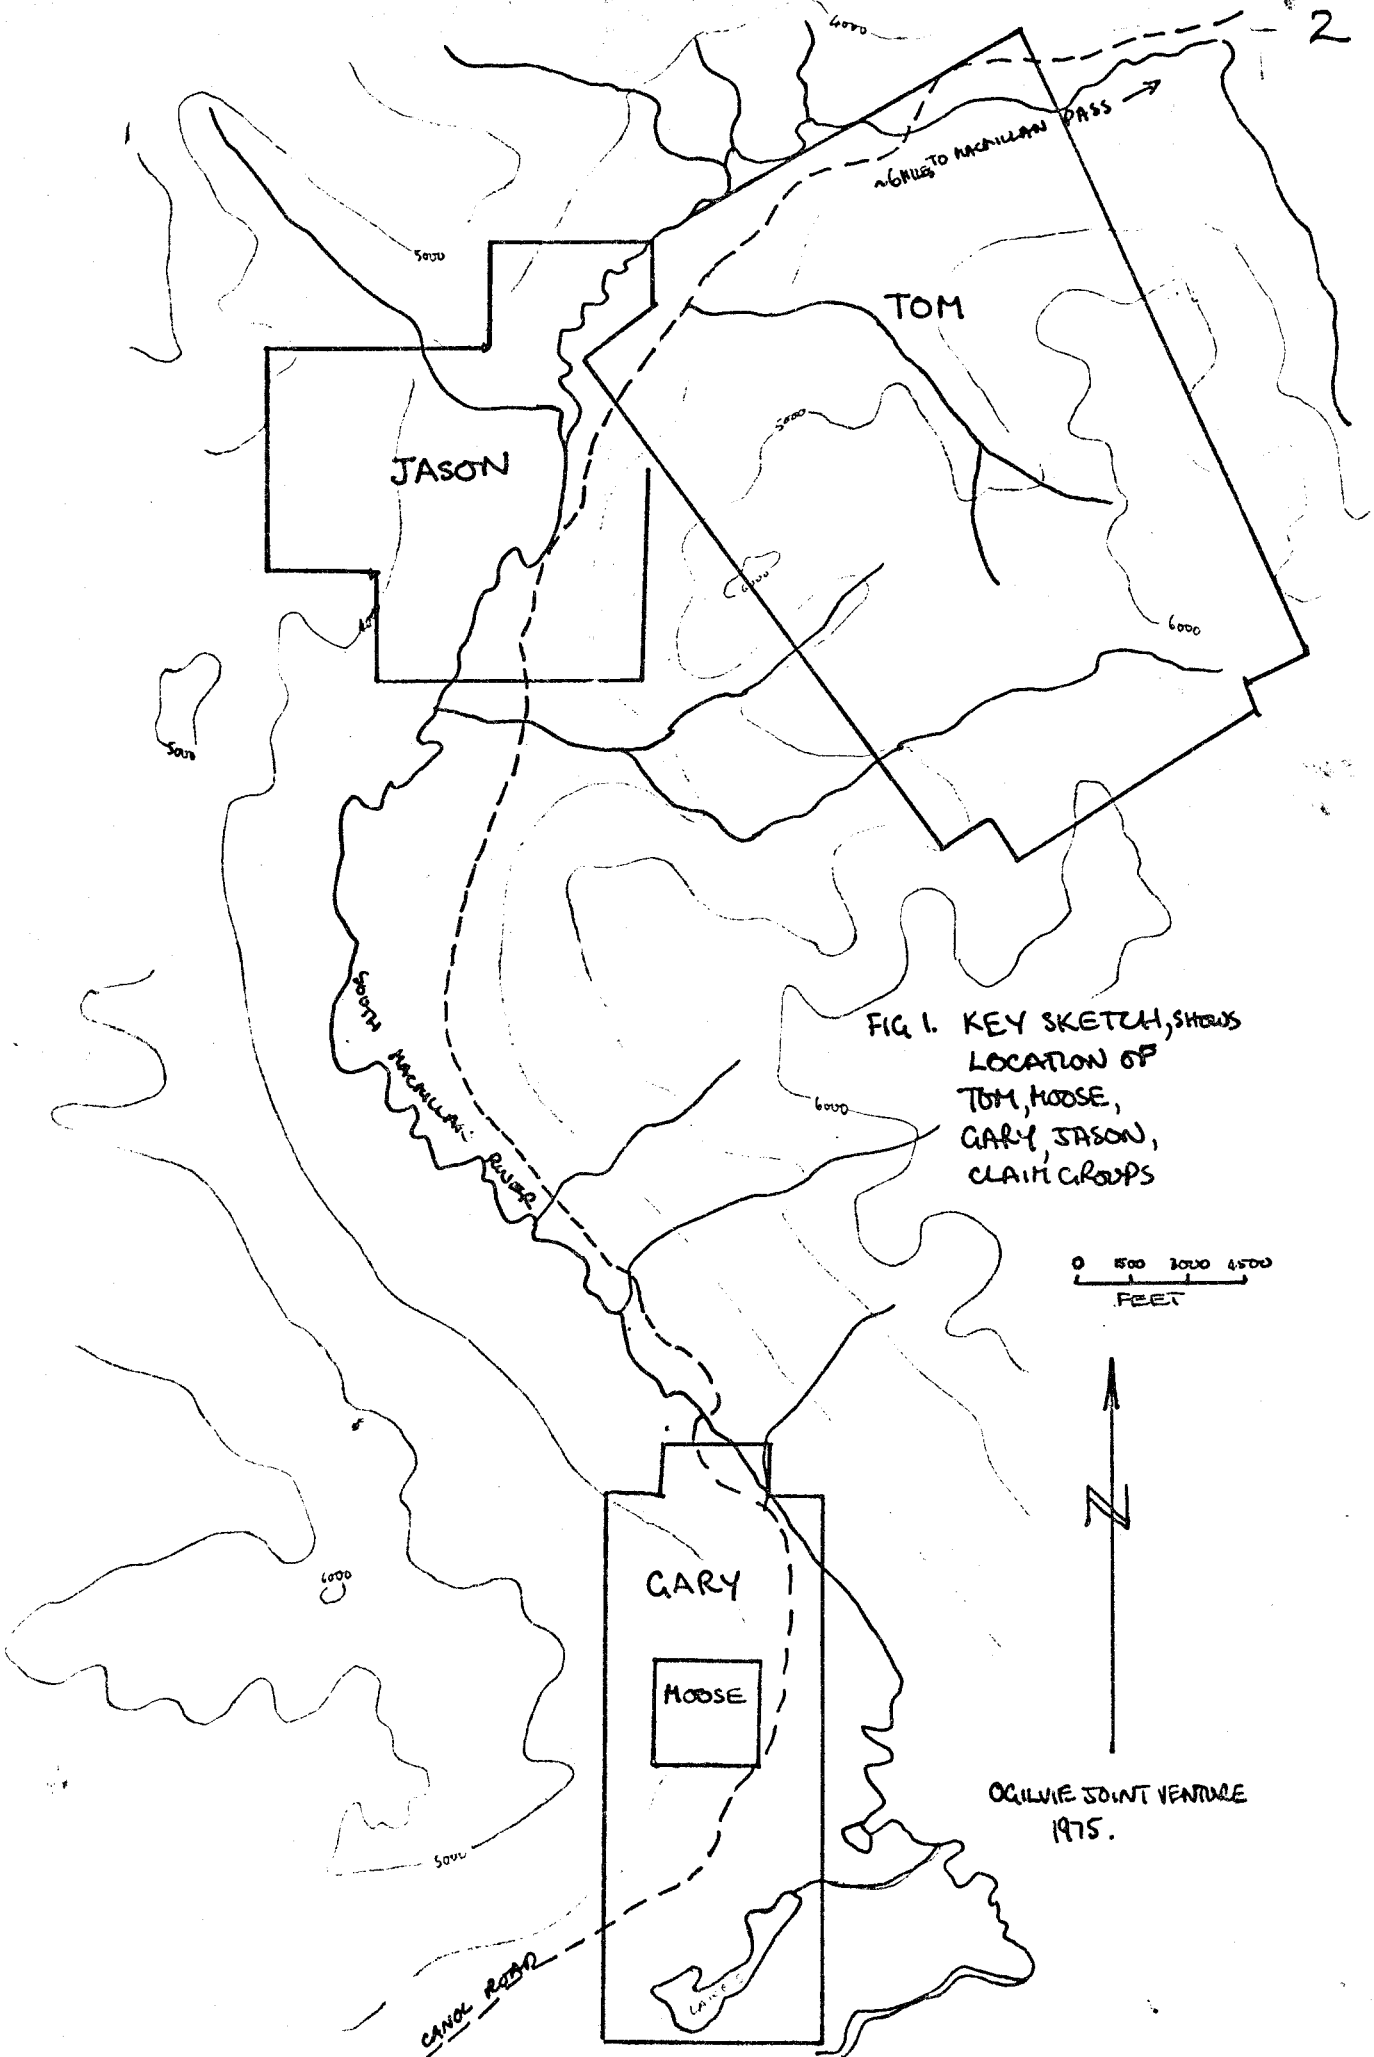 2
4000
~6 MILES TO MACMILLAN PASS
5000
TOM
JASON
5000
6000
6000
5000
SOUTH MACMILLAN RIVER
FIG 1. KEY SKETCH, SHOWS
LOCATION OF
TOM, MOOSE,
GARY, JASON,
CLAIM GROUPS
6000
0 1500 3000 4500
FEET
N
GARY
6000
MOOSE
OGILVIE JOINT VENTURE
1975.
5000
CANOL ROAD